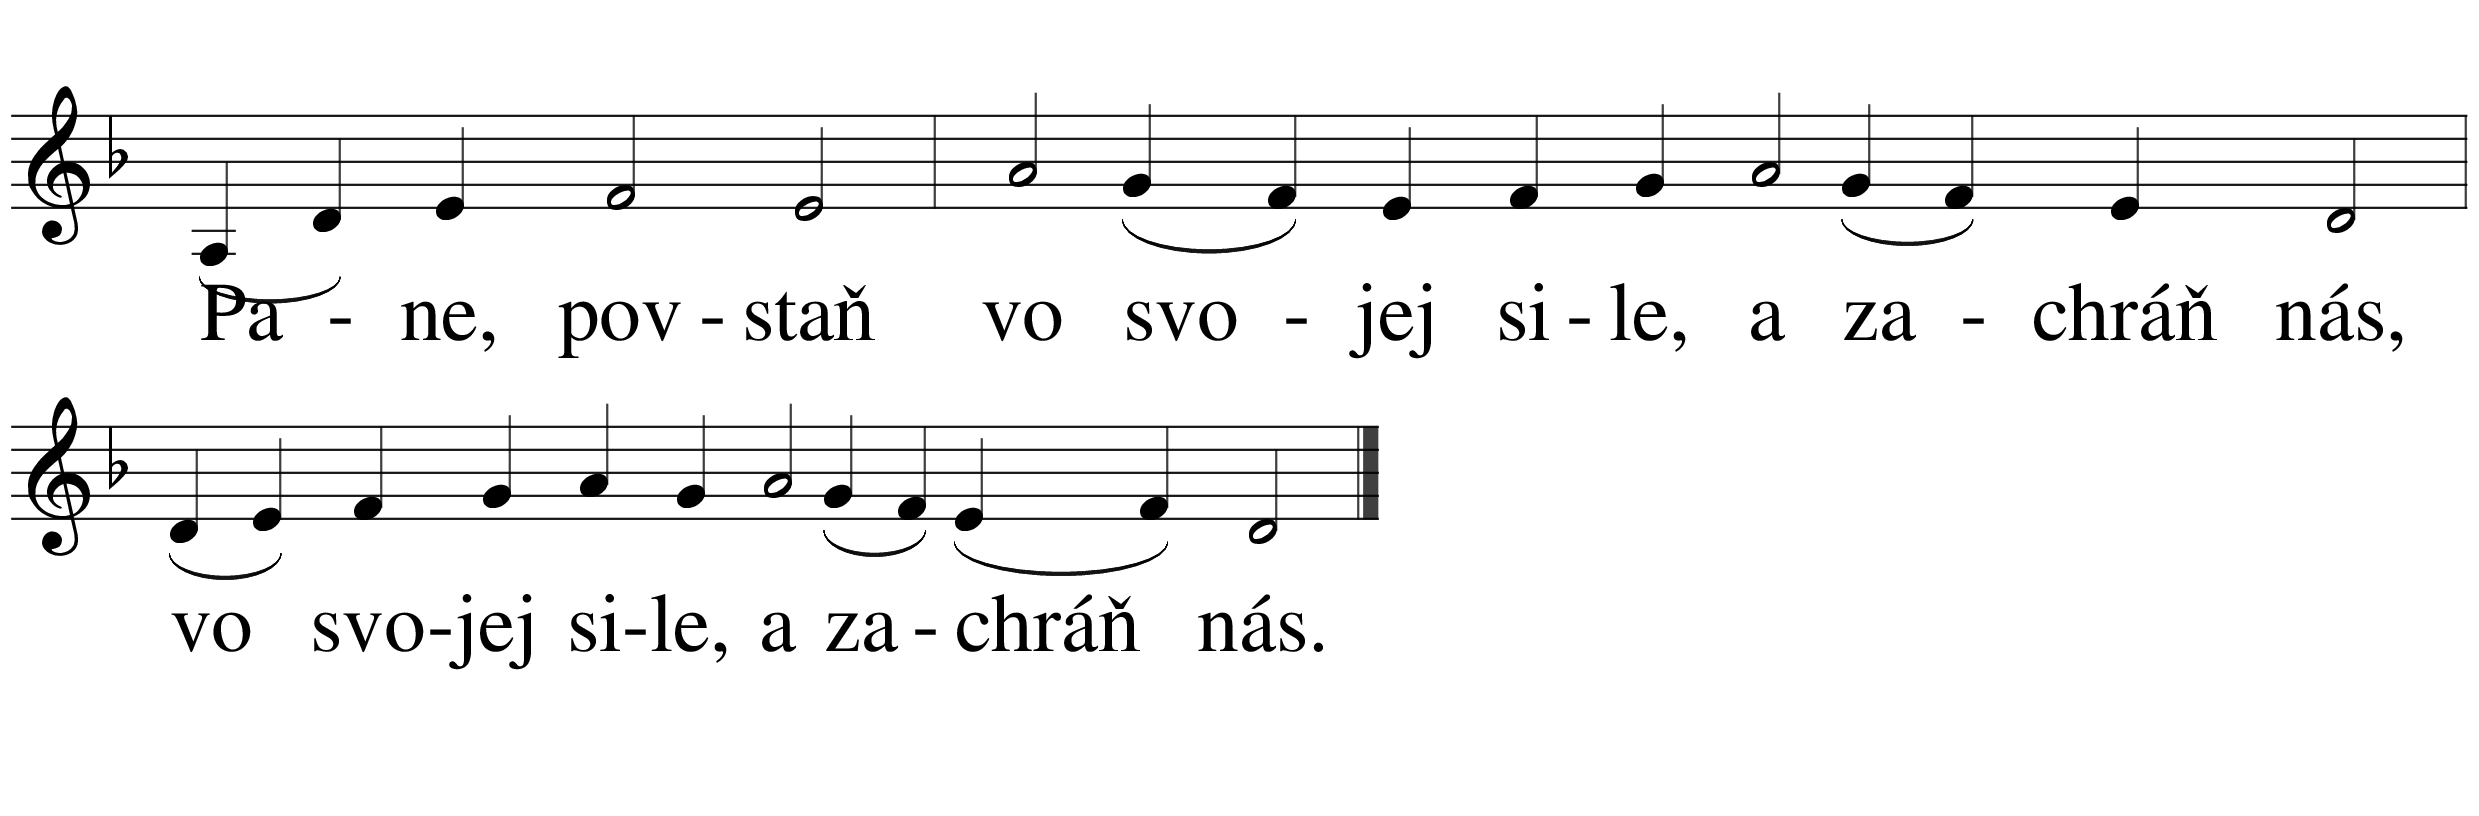 Pa - ne, pov - staň vo svo - jej si - le, a za - chráň nás,
vo svo-jej si-le, a za - chráň nás.